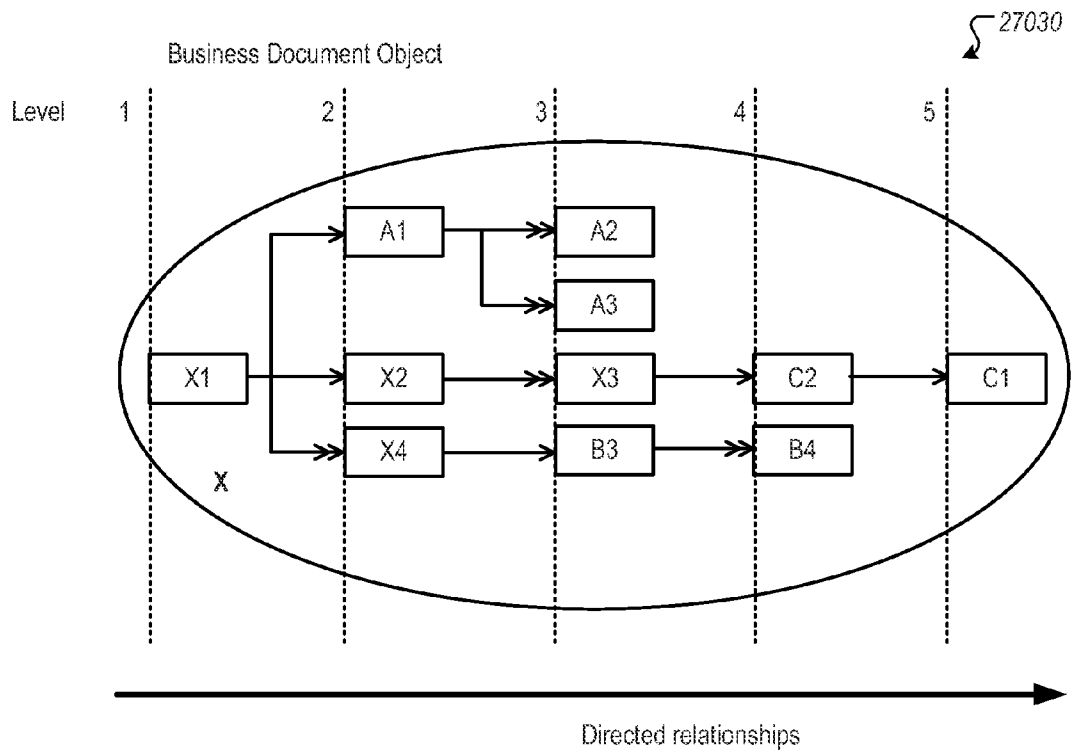 27030
Business Document Object
Level 1 2 3 4 5
A1 A2
A3
X1 X2 X3 C2 C1
X4 B3 B4
X
Directed relationships